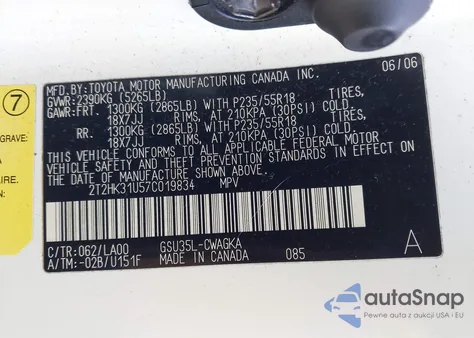 MFD. BY TOYOTA MOTOR MANUFACTURING CANADA INC. 06/06
GVWR: 2390KG (5265LB)
GAWR:FRT. 1300KG (2865LB) WITH P235/55R18 TIRES,
18X7JJ RIMS, AT 210KPA (30PSI) COLD.
RR. 1300KG (2865LB) WITH P235/55R18 TIRES,
18X7JJ RIMS, AT 210KPA (30PSI) COLD.
THIS VEHICLE CONFORMS TO ALL APPLICABLE FEDERAL MOTOR
VEHICLE SAFETY STANDARDS IN EFFECT ON THE DATE OF
MANUFACTURE SHOWN ABOVE.
2T2HK31U57C019834 MPV
C/TR:062/LA00 GSU35L-CWAGKA A
A/TM:-02B/U151F MADE IN CANADA 085
7
GRAVE:
AIRE.
autoSnap
Pewne auta z aukcji USA i EU